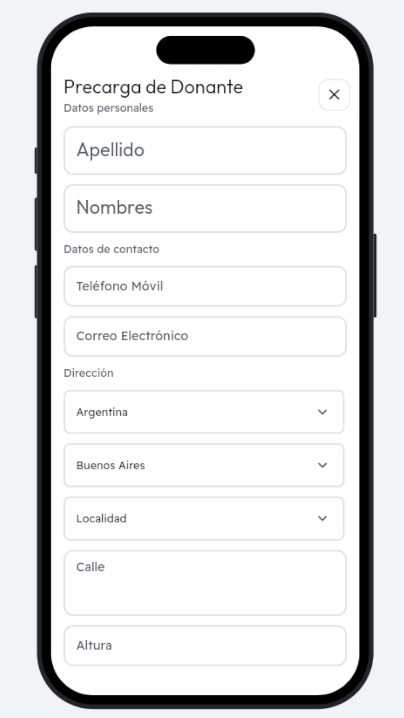 Precarga de Donante
Datos personales
Apellido
Nombres
Datos de contacto
Teléfono Móvil
Correo Electrónico
Dirección
Argentina
Buenos Aires
Localidad
Calle
Altura